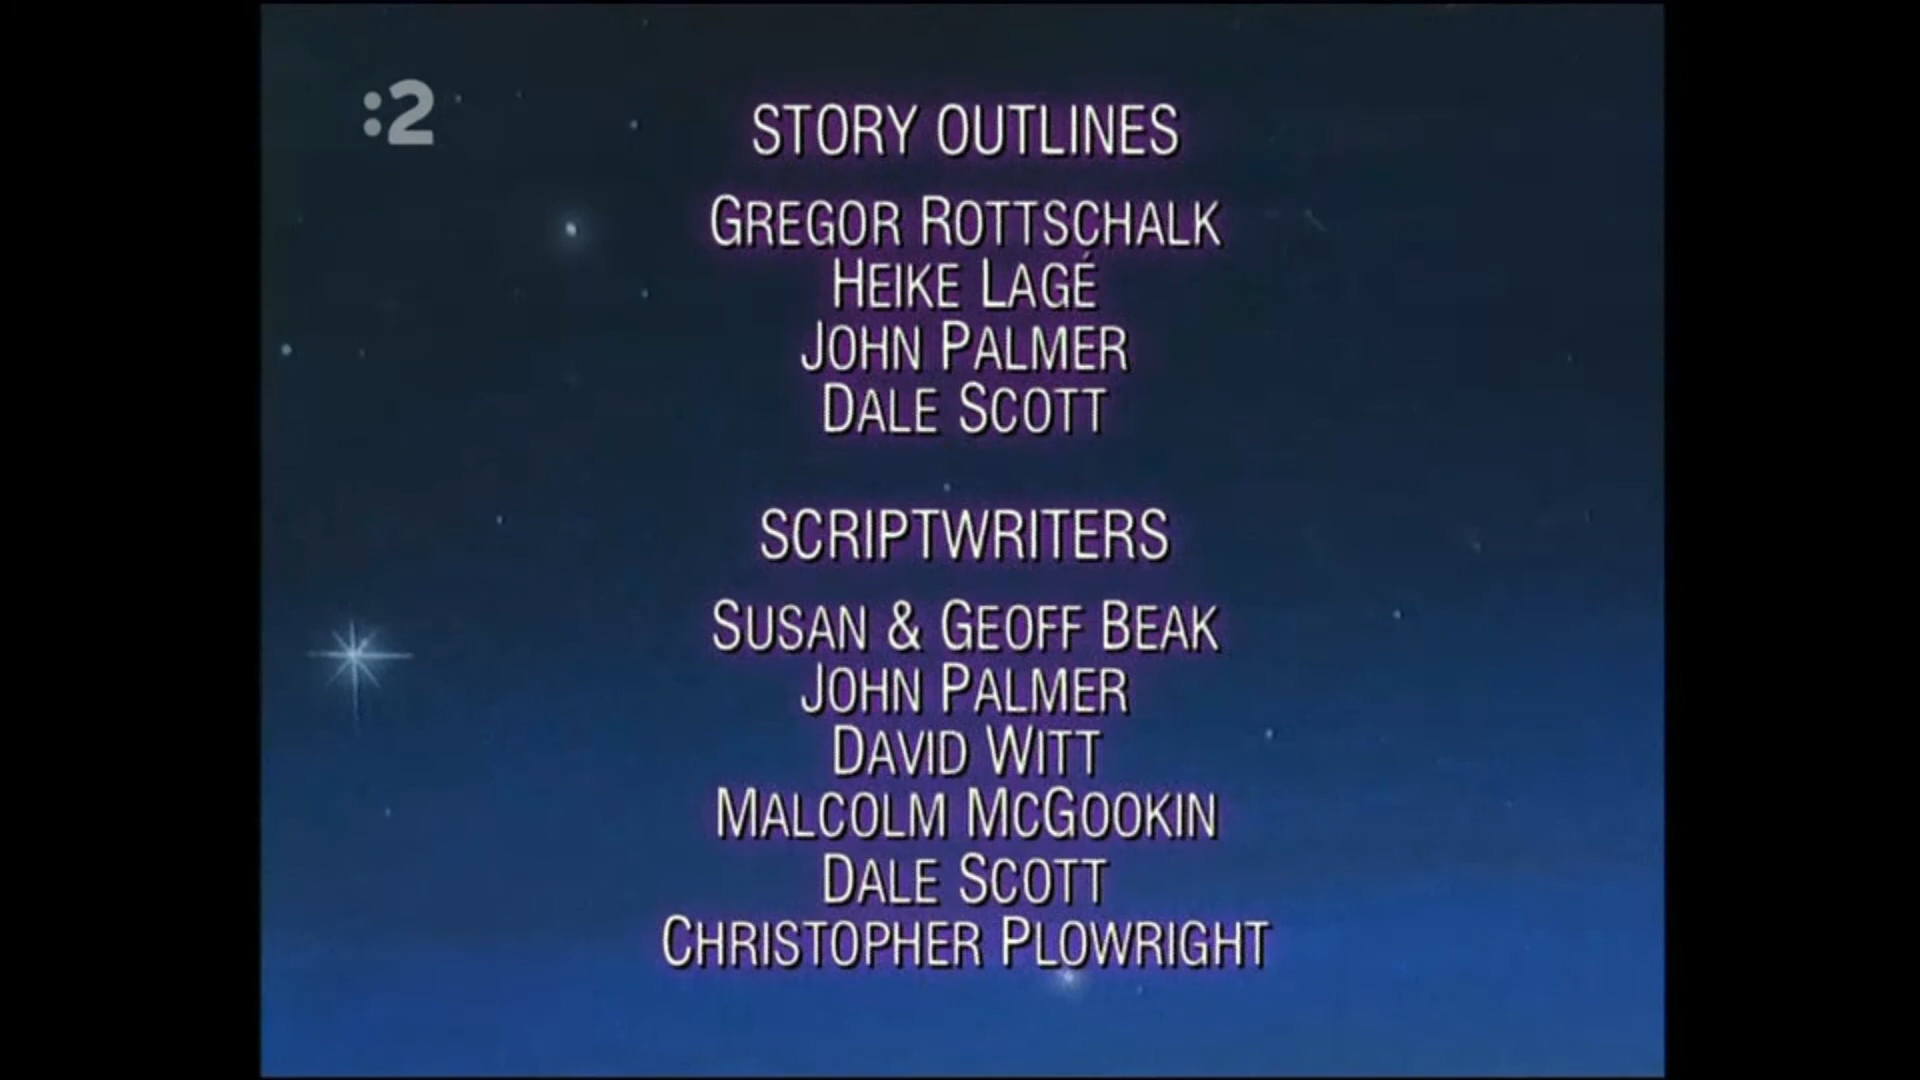 :2
STORY OUTLINES
GREGOR ROTTSCHALK
HEIKE LAGÉ
JOHN PALMER
DALE SCOTT
SCRIPTWRITERS
SUSAN & GEOFF BEAK
JOHN PALMER
DAVID WITT
MALCOLM MCGOOKIN
DALE SCOTT
CHRISTOPHER PLOWRIGHT